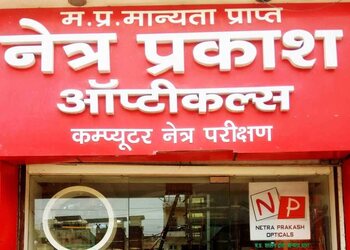 म.प्र.मान्यता प्राप्त
नेत्र प्रकाश
ऑप्टीकल्स
कम्प्यूटर नेत्र परीक्षण
NP
NETRA PRAKASH
OPTICALS